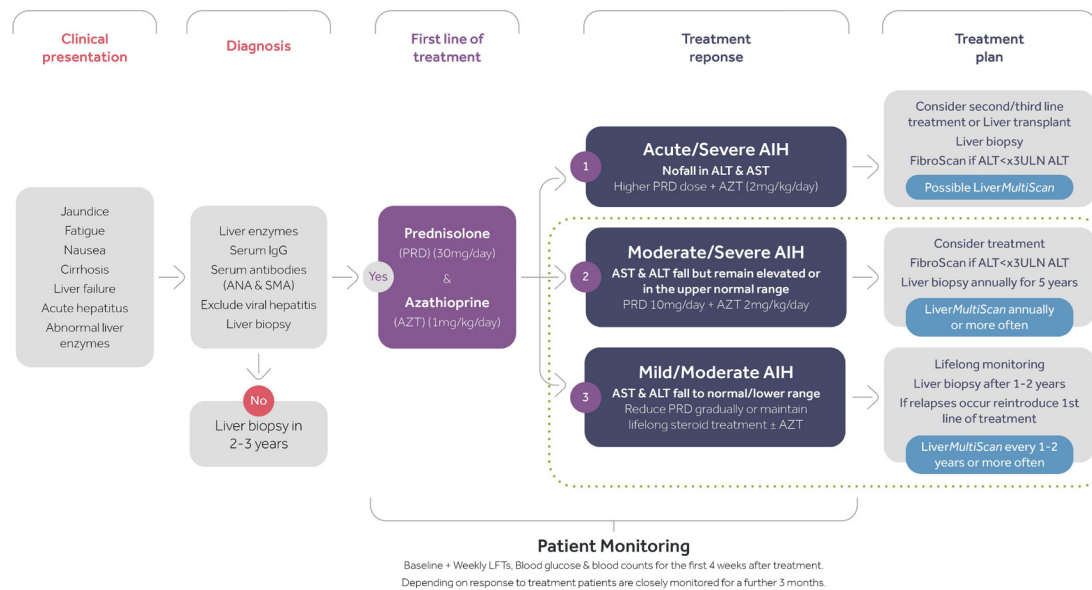 Clinical
presentation
Diagnosis
First line of
treatment
Treatment
reponse
Treatment
plan
Jaundice
Fatigue
Nausea
Cirrhosis
Liver failure
Acute hepatitus
Abnormal liver
enzymes
Liver enzymes
Serum IgG
Serum antibodies
(ANA & SMA)
Exclude viral hepatitis
Liver biopsy
No
Liver biopsy in
2-3 years
Yes
Prednisolone
(PRD) (30mg/day)
&
Azathioprine
(AZT) (1mg/kg/day)
1
Acute/Severe AIH
Nofall in ALT & AST
Higher PRD dose + AZT (2mg/kg/day)
Consider second/third line
treatment or Liver transplant
Liver biopsy
FibroScan if ALT<x3ULN ALT
Possible LiverMultiScan
2
Moderate/Severe AIH
AST & ALT fall but remain elevated or
in the upper normal range
PRD 10mg/day + AZT 2mg/kg/day
Consider treatment
FibroScan if ALT<x3ULN ALT
Liver biopsy annually for 5 years
LiverMultiScan annually
or more often
3
Mild/Moderate AIH
AST & ALT fall to normal/lower range
Reduce PRD gradually or maintain
lifelong steroid treatment ± AZT
Lifelong monitoring
Liver biopsy after 1-2 years
If relapses occur reintroduce 1st
line of treatment
LiverMultiScan every 1-2
years or more often
Patient Monitoring
Baseline + Weekly LFTs, Blood glucose & blood counts for the first 4 weeks after treatment.
Depending on response to treatment patients are closely monitored for a further 3 months.